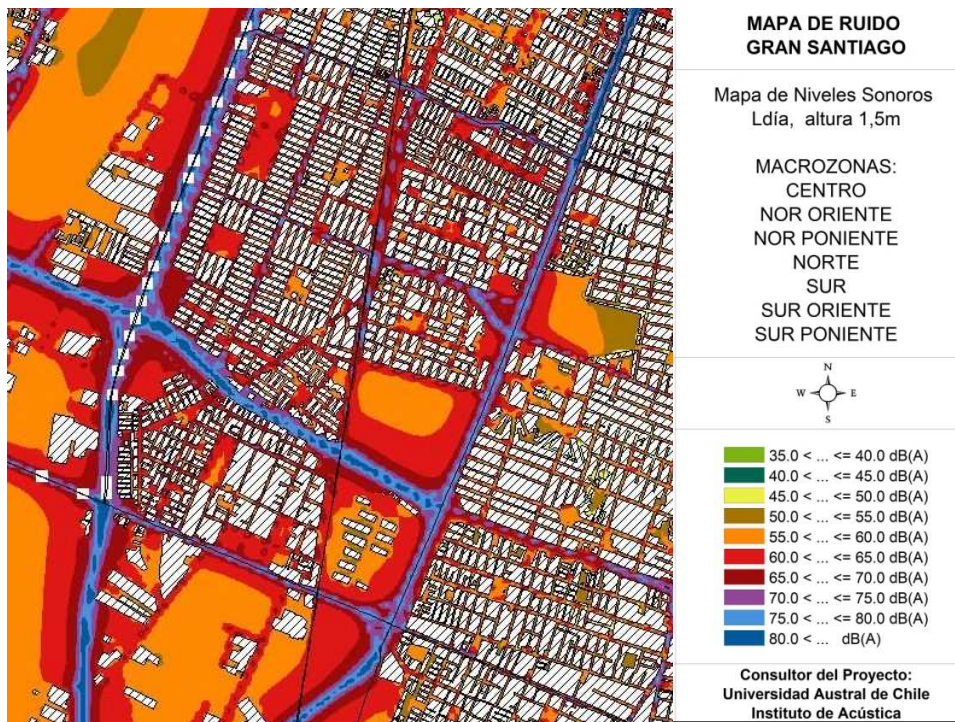 MAPA DE RUIDO
GRAN SANTIAGO
Mapa de Niveles Sonoros
Ldía, altura 1,5m
MACROZONAS:
CENTRO
NOR ORIENTE
NOR PONIENTE
NORTE
SUR
SUR ORIENTE
SUR PONIENTE
N
W E
S
35.0 < ... <= 40.0 dB(A)
40.0 < ... <= 45.0 dB(A)
45.0 < ... <= 50.0 dB(A)
50.0 < ... <= 55.0 dB(A)
55.0 < ... <= 60.0 dB(A)
60.0 < ... <= 65.0 dB(A)
65.0 < ... <= 70.0 dB(A)
70.0 < ... <= 75.0 dB(A)
75.0 < ... <= 80.0 dB(A)
80.0 < ... dB(A)
Consultor del Proyecto:
Universidad Austral de Chile
Instituto de Acústica